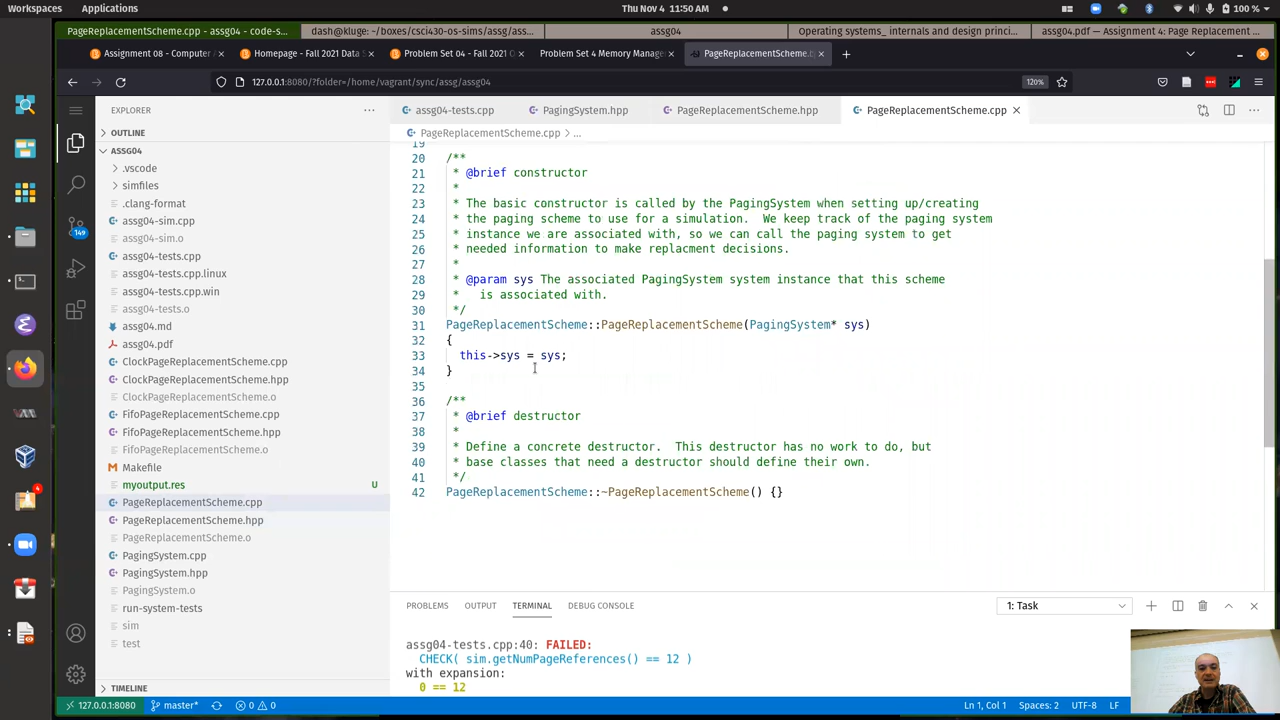 Workspaces
Applications
Thu Nov 4 11:50 AM
100 %
PageReplacementScheme.cpp - assg04 - code-s...
dash@kluge: ~/boxes/csci430-os-sims/assg/assg...
assg04
Operating systems_ internals and design princi...
assg04.pdf — Assignment 4: Page Replacement ...
Assignment 08 - Computer
Homepage - Fall 2021 Data S
Problem Set 04 - Fall 2021 O
Problem Set 4 Memory Manage
PageReplacementScheme.
127.0.0.1:8080/?folder=/home/vagrant/sync/assg/assg04
120%
EXPLORER
OUTLINE
ASSG04
.vscode
simfiles
.clang-format
assg04-sim.cpp
assg04-sim.o
assg04-tests.cpp
assg04-tests.cpp.linux
assg04-tests.cpp.win
assg04-tests.o
assg04.md
assg04.pdf
ClockPageReplacementScheme.cpp
ClockPageReplacementScheme.hpp
ClockPageReplacementScheme.o
FifoPageReplacementScheme.cpp
FifoPageReplacementScheme.hpp
FifoPageReplacementScheme.o
Makefile
myoutput.res U
PageReplacementScheme.cpp
PageReplacementScheme.hpp
PageReplacementScheme.o
PagingSystem.cpp
PagingSystem.hpp
PagingSystem.o
run-system-tests
sim
test
TIMELINE
149
4
assg04-tests.cpp
PagingSystem.hpp
PageReplacementScheme.hpp
PageReplacementScheme.cpp
PageReplacementScheme.cpp > ...
19
20 /**
21 * @brief constructor
22 *
23 * The basic constructor is called by the PagingSystem when setting up/creating
24 * the paging scheme to use for a simulation. We keep track of the paging system
25 * instance we are associated with, so we can call the paging system to get
26 * needed information to make replacment decisions.
27 *
28 * @param sys The associated PagingSystem system instance that this scheme
29 * is associated with.
30 */
31 PageReplacementScheme::PageReplacementScheme(PagingSystem* sys)
32 {
33 this->sys = sys;
34 }
35
36 /**
37 * @brief destructor
38 *
39 * Define a concrete destructor. This destructor has no work to do, but
40 * base classes that need a destructor should define their own.
41 */
42 PageReplacementScheme::~PageReplacementScheme() {}
PROBLEMS
OUTPUT
TERMINAL
DEBUG CONSOLE
1: Task
assg04-tests.cpp:40: FAILED:
CHECK( sim.getNumPageReferences() == 12 )
with expansion:
0 == 12
127.0.0.1:8080
master*
0
0
Ln 1, Col 1
Spaces: 2
UTF-8
LF